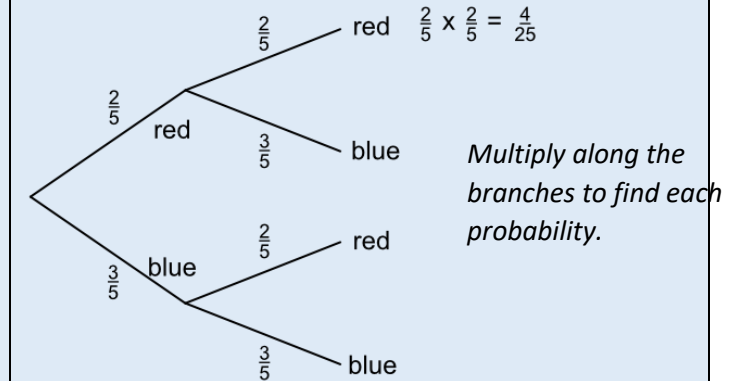 2/5 red 2/5 x 2/5 = 4/25
2/5
red
3/5 blue
Multiply along the
branches to find each
probability.
2/5 red
blue
3/5
3/5 blue